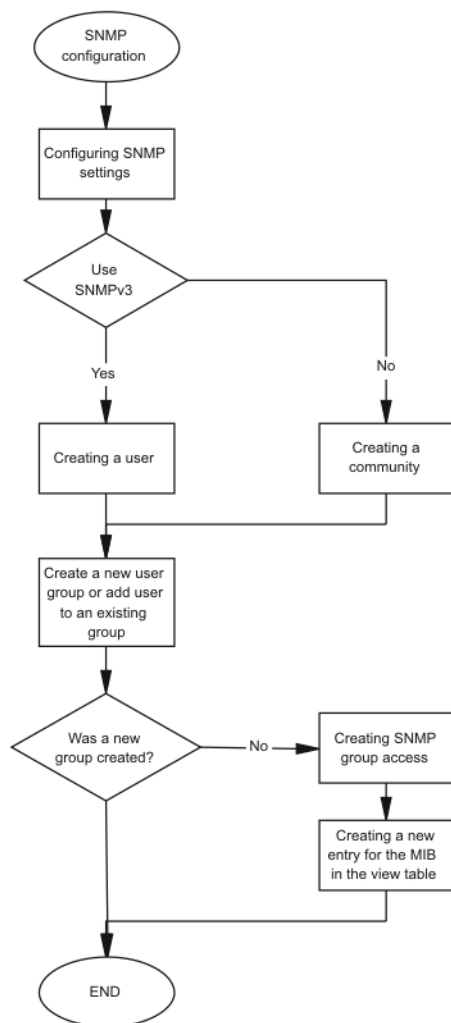 SNMP
configuration
Configuring SNMP
settings
Use
SNMPv3
Yes
No
Creating a user
Creating a
community
Create a new user
group or add user
to an existing
group
Was a new
group created?
No
Creating SNMP
group access
Creating a new
entry for the MIB
in the view table
END